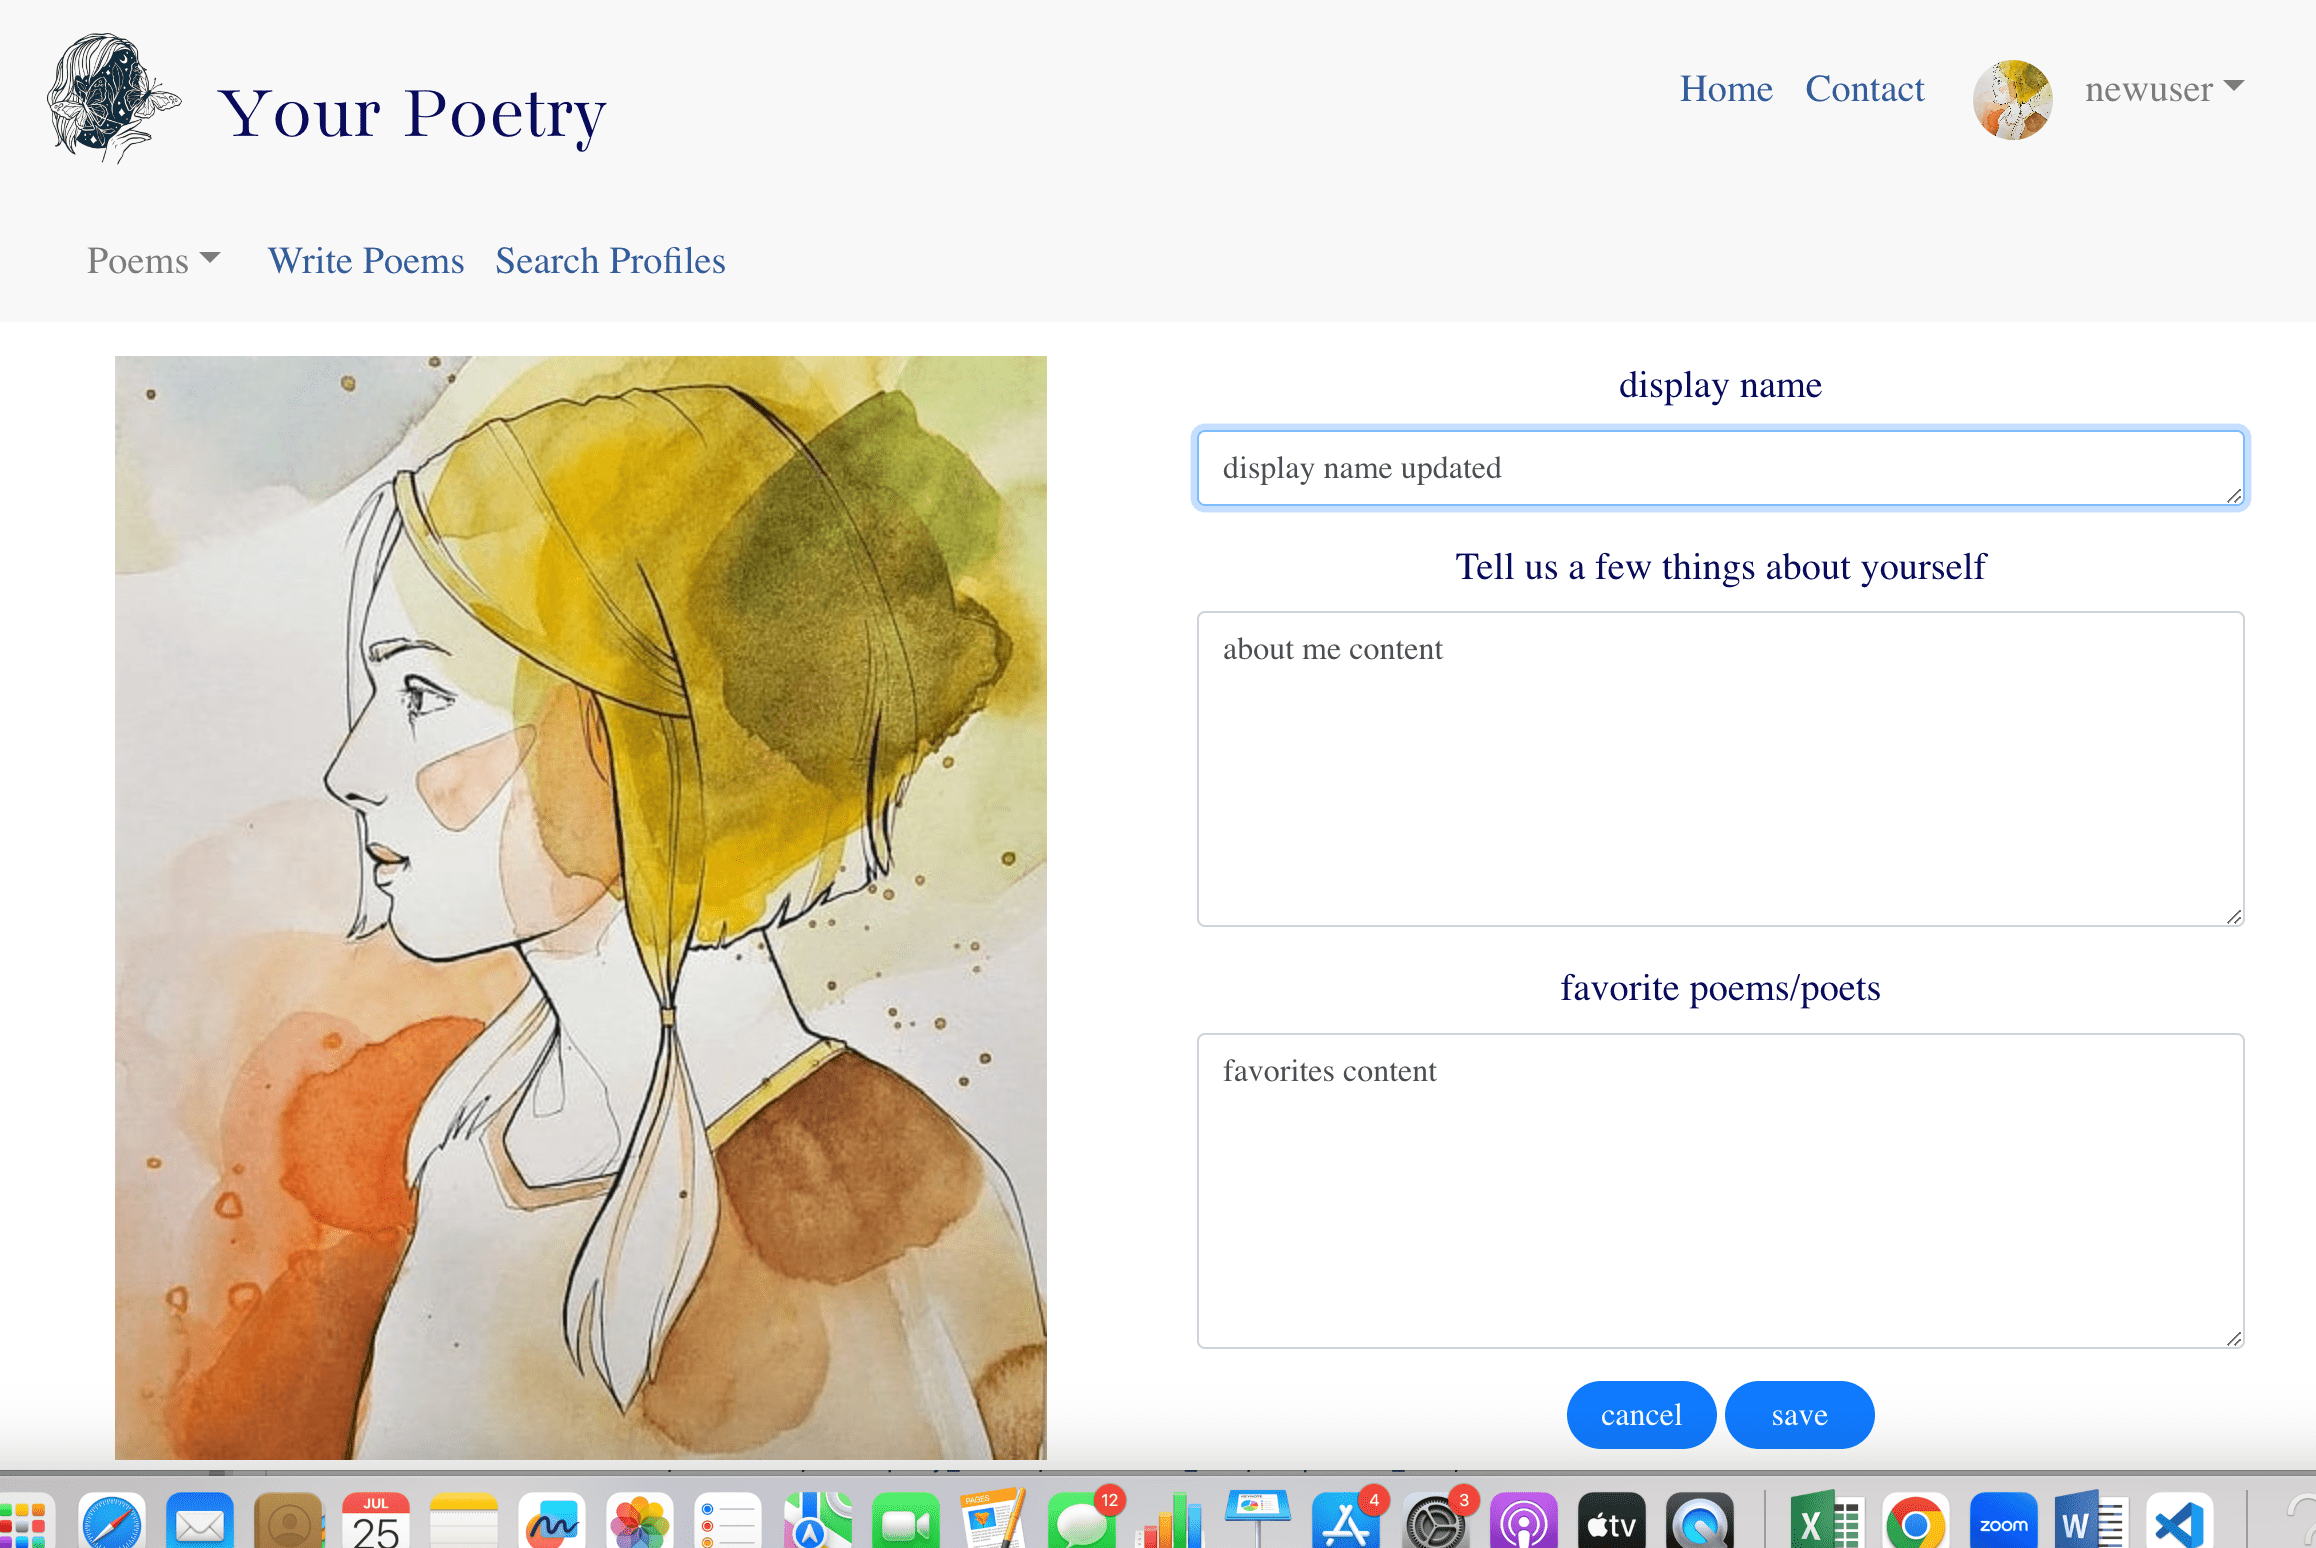 Your Poetry
Home Contact newuser
Poems Write Poems Search Profiles
display name
display name updated
Tell us a few things about yourself
about me content
favorite poems/poets
favorites content
cancel save
JUL
25
PAGES
12
4
3
tv
X
zoom
W